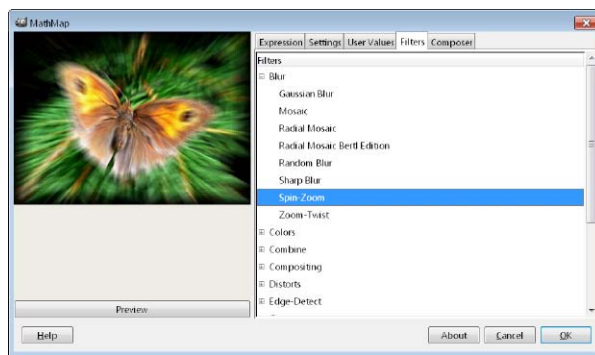 MathMap
Expression Settings User Values Filters Composer
Filters
Blur
Gaussian Blur
Mosaic
Radial Mosaic
Radial Mosaic Bertl Edition
Random Blur
Sharp Blur
Spin-Zoom
Zoom-Twist
Colors
Combine
Compositing
Distorts
Edge-Detect
Preview
Help About Cancel OK